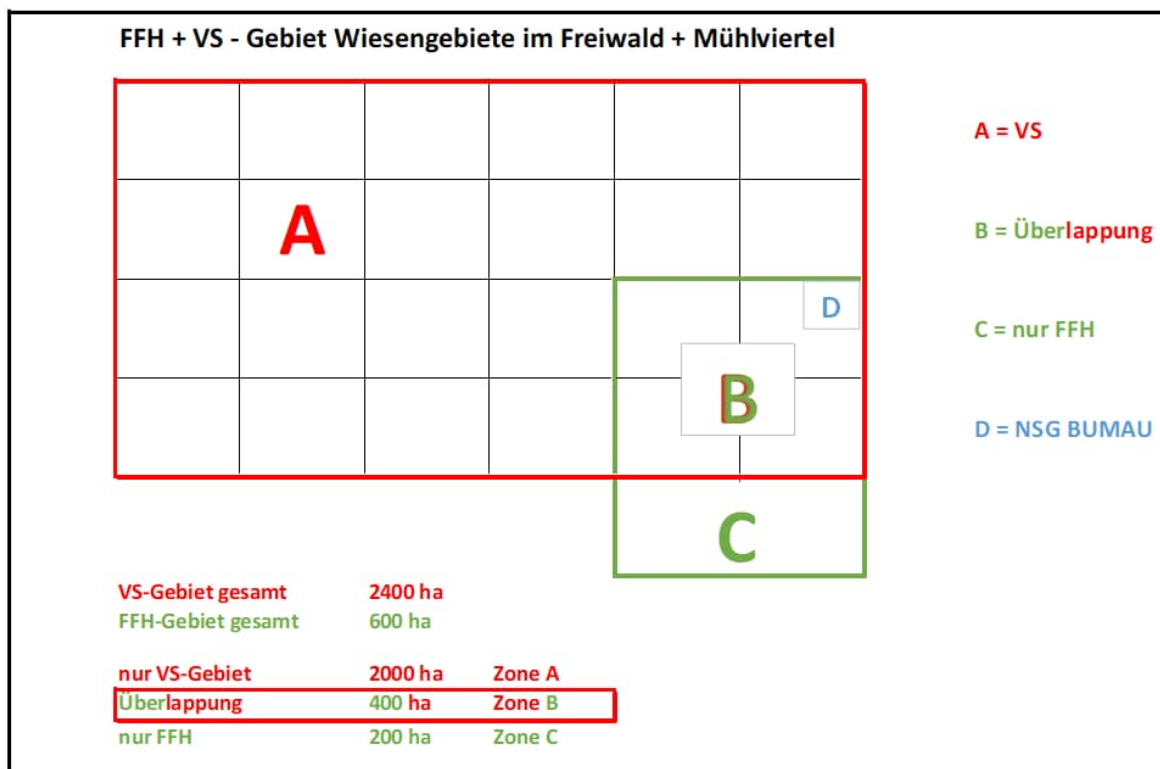 FFH + VS - Gebiet Wiesengebiete im Freiwald + Mühlviertel
A
B
C
D
A = VS
B = Überlappung
C = nur FFH
D = NSG BUMAU
VS-Gebiet gesamt 2400 ha
FFH-Gebiet gesamt 600 ha
nur VS-Gebiet 2000 ha Zone A
Überlappung 400 ha Zone B
nur FFH 200 ha Zone C